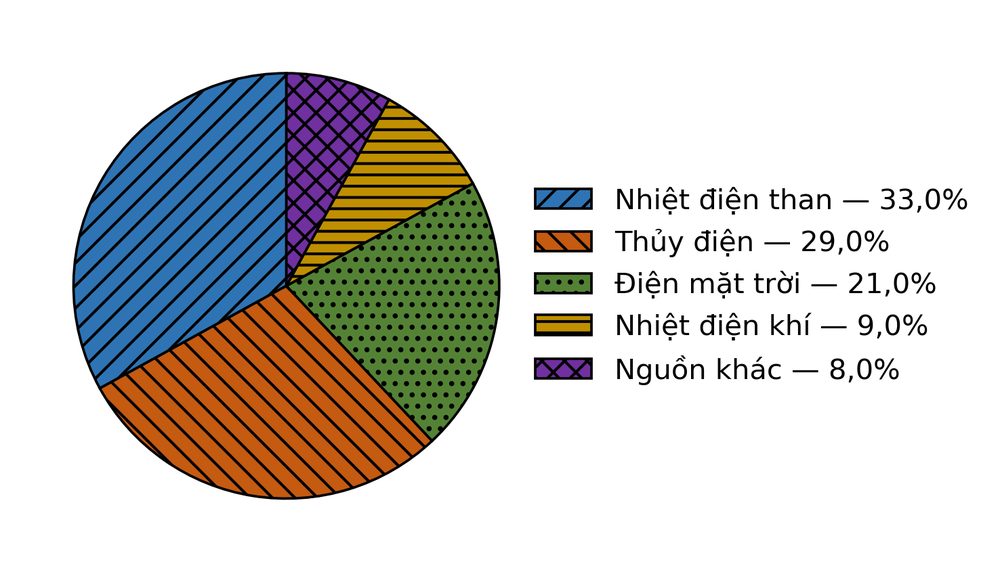 Nhiệt điện than — 33,0%
Thủy điện — 29,0%
Điện mặt trời — 21,0%
Nhiệt điện khí — 9,0%
Nguồn khác — 8,0%